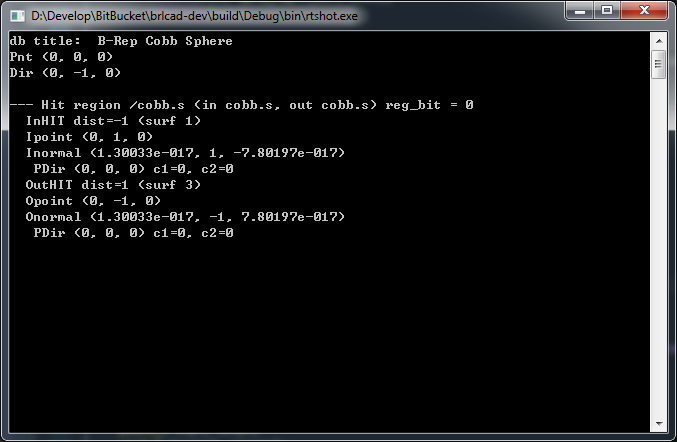 D:\Develop\BitBucket\brlcad-dev\build\Debug\bin\rtshot.exe
db title:  B-Rep Cobb Sphere
Pnt (0, 0, 0)
Dir (0, -1, 0)
--- Hit region /cobb.s (in cobb.s, out cobb.s) reg_bit = 0
  InHIT dist=-1 (surf 1)
  Ipoint (0, 1, 0)
  Inormal (1.30033e-017, 1, -7.80197e-017)
   PDir (0, 0, 0) c1=0, c2=0
  OutHIT dist=1 (surf 3)
  Opoint (0, -1, 0)
  Onormal (1.30033e-017, -1, 7.80197e-017)
   PDir (0, 0, 0) c1=0, c2=0